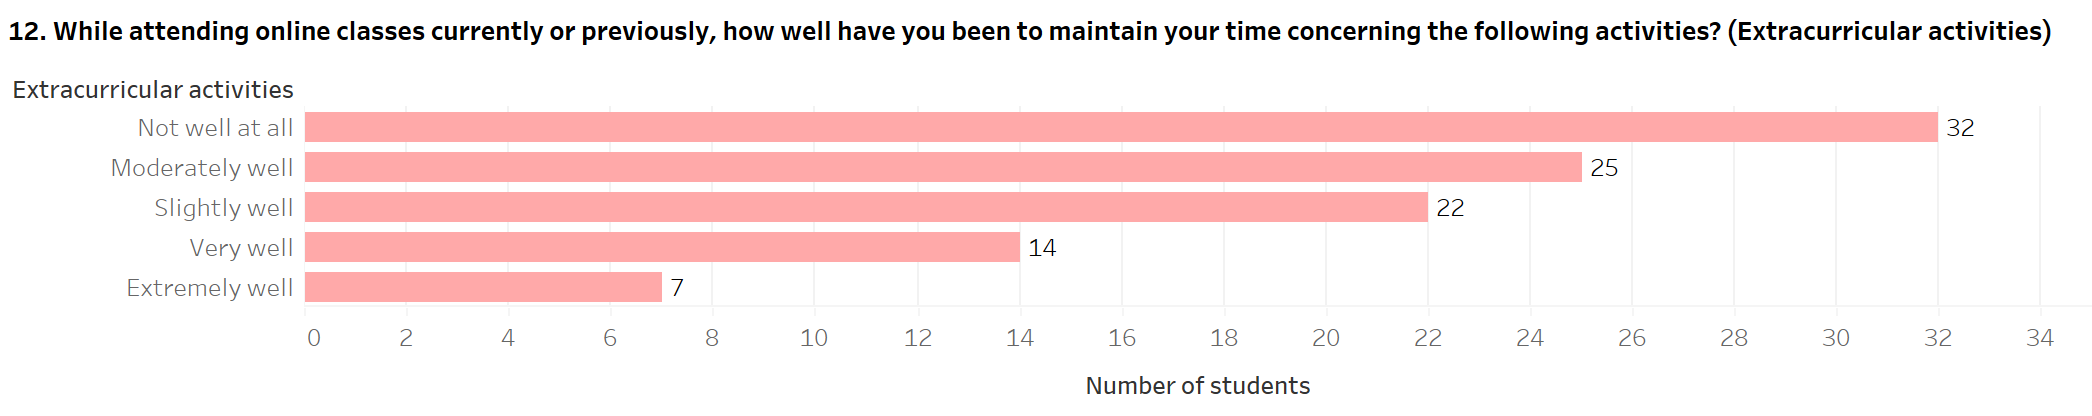 12. While attending online classes currently or previously, how well have you been to maintain your time concerning the following activities? (Extracurricular activities)
Extracurricular activities
Not well at all 32
Moderately well 25
Slightly well 22
Very well 14
Extremely well 7
0 2 4 6 8 10 12 14 16 18 20 22 24 26 28 30 32 34
Number of students